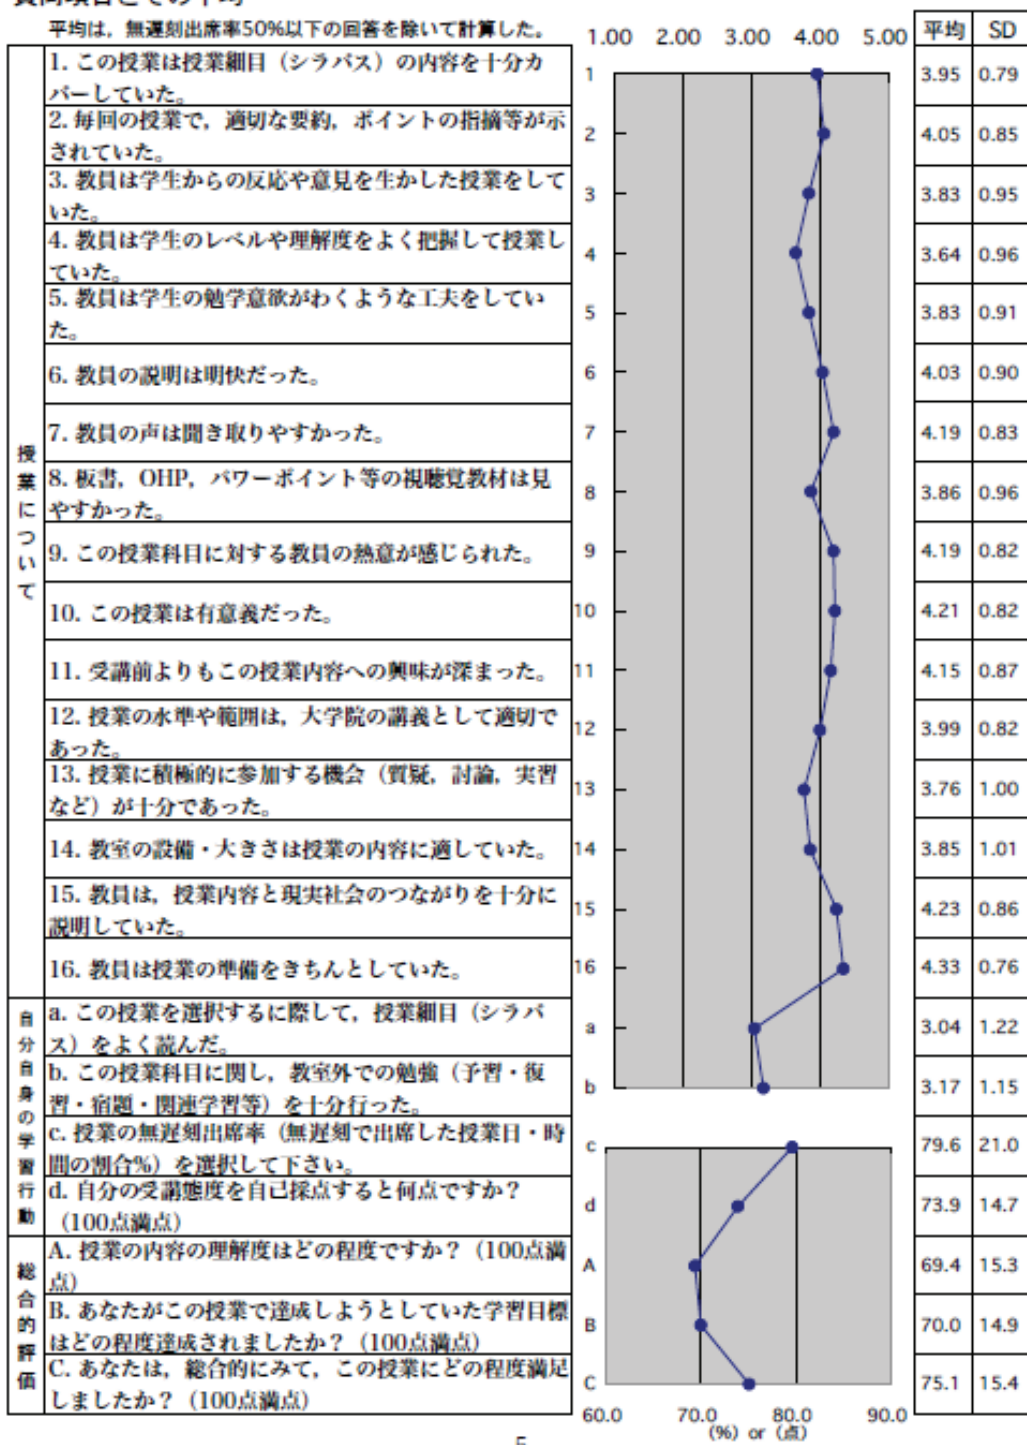 平均は，無遅刻出席率50%以下の回答を除いて計算した。
1.00 2.00 3.00 4.00 5.00 平均 SD
授業について
1. この授業は授業細目（シラバス）の内容を十分カ
バーしていた。
1 3.95 0.79
2. 毎回の授業で，適切な要約，ポイントの指摘等が示
されていた。
2 4.05 0.85
3. 教員は学生からの反応や意見を生かした授業をして
いた。
3 3.83 0.95
4. 教員は学生のレベルや理解度をよく把握して授業し
ていた。
4 3.64 0.96
5. 教員は学生の勉学意欲がわくような工夫をしてい
た。
5 3.83 0.91
6. 教員の説明は明快だった。
6 4.03 0.90
7. 教員の声は聞き取りやすかった。
7 4.19 0.83
8. 板書，OHP，パワーポイント等の視聴覚教材は見
やすかった。
8 3.86 0.96
9. この授業科目に対する教員の熱意が感じられた。
9 4.19 0.82
10. この授業は有意義だった。
10 4.21 0.82
11. 受講前よりもこの授業内容への興味が深まった。
11 4.15 0.87
12. 授業の水準や範囲は，大学院の講義として適切で
あった。
12 3.99 0.82
13. 授業に積極的に参加する機会（質疑，討論，実習
など）が十分であった。
13 3.76 1.00
14. 教室の設備・大きさは授業の内容に適していた。
14 3.85 1.01
15. 教員は，授業内容と現実社会のつながりを十分に
説明していた。
15 4.23 0.86
16. 教員は授業の準備をきちんとしていた。
16 4.33 0.76
自分自身の学習行動
a. この授業を選択するに際して，授業細目（シラバ
ス）をよく読んだ。
a 3.04 1.22
b. この授業科目に関し，教室外での勉強（予習・復
習・宿題・関連学習等）を十分行った。
b 3.17 1.15
c. 授業の無遅刻出席率（無遅刻で出席した授業日・時
間の割合%）を選択して下さい。
c 79.6 21.0
d. 自分の受講態度を自己採点すると何点ですか？
（100点満点）
d 73.9 14.7
総合的評価
A. 授業の内容の理解度はどの程度ですか？（100点満
点）
A 69.4 15.3
B. あなたがこの授業で達成しようとしていた学習目標
はどの程度達成されましたか？（100点満点）
B 70.0 14.9
C. あなたは，総合的にみて，この授業にどの程度満足
しましたか？（100点満点）
C 75.1 15.4
60.0 70.0 80.0 90.0
(%) or (点)